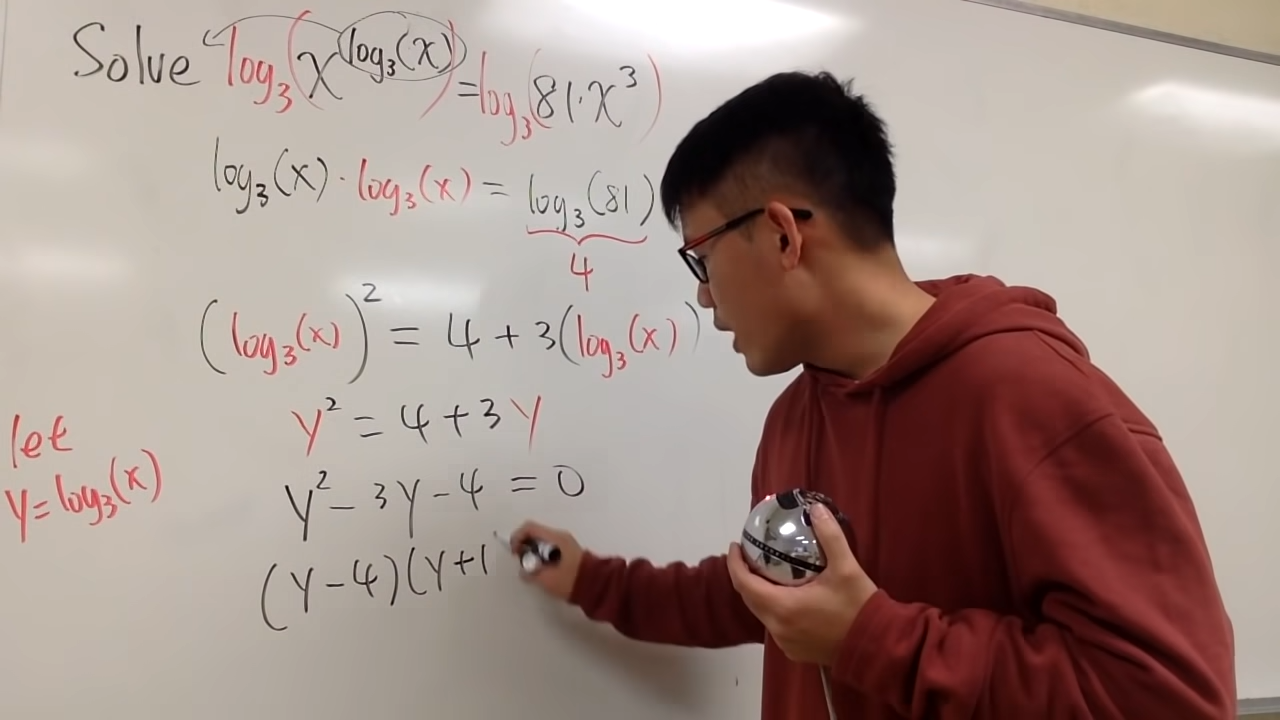 Solve log₃(x^log₃(x)) = log₃(81·x³)
log₃(x)·log₃(x) = log₃(81)
4
(log₃(x))² = 4+3(log₃(x))
y² = 4+3y
let
y=log₃(x)
y²-3y-4 = 0
(y-4)(y+1